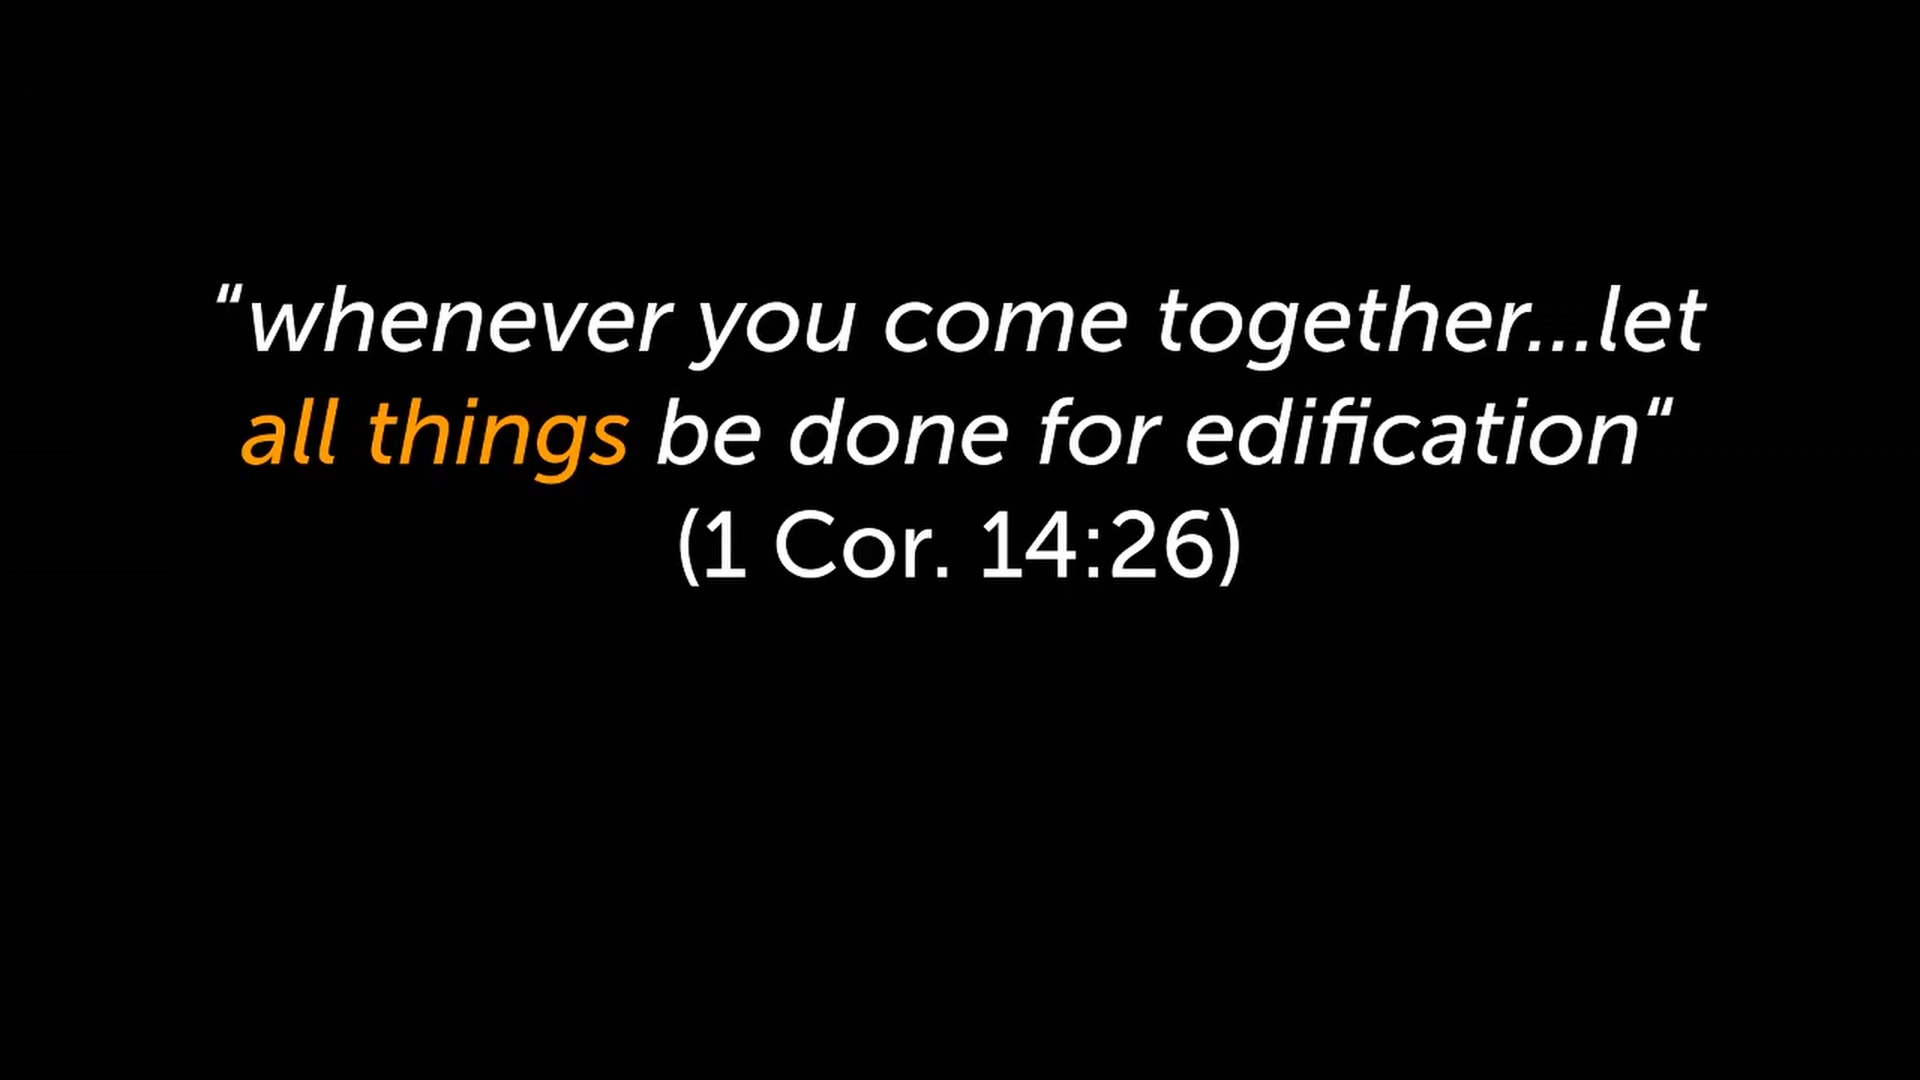 “whenever you come together...let
all things be done for edification“
(1 Cor. 14:26)